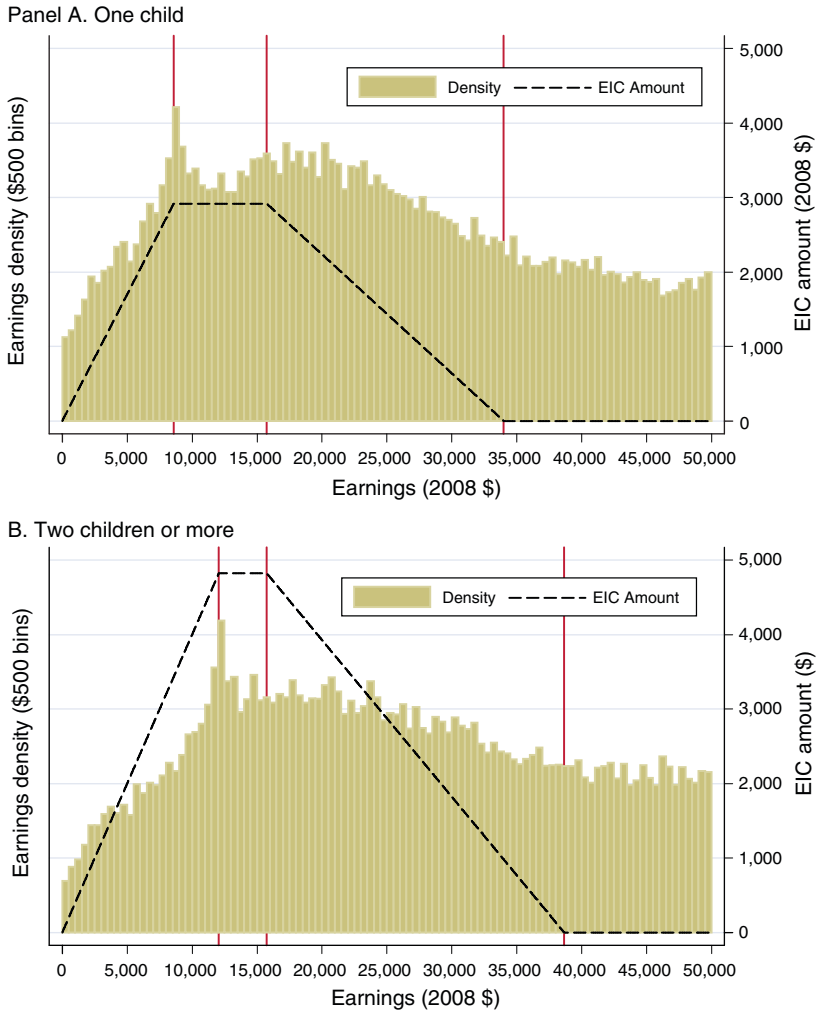 Panel A. One child
Earnings density ($500 bins)
Density
EIC Amount
5,000
4,000
3,000
2,000
1,000
0
EIC amount (2008 $)
0 5,000 10,000 15,000 20,000 25,000 30,000 35,000 40,000 45,000 50,000
Earnings (2008 $)
B. Two children or more
Earnings density ($500 bins)
Density
EIC Amount
5,000
4,000
3,000
2,000
1,000
0
EIC amount ($)
0 5,000 10,000 15,000 20,000 25,000 30,000 35,000 40,000 45,000 50,000
Earnings (2008 $)